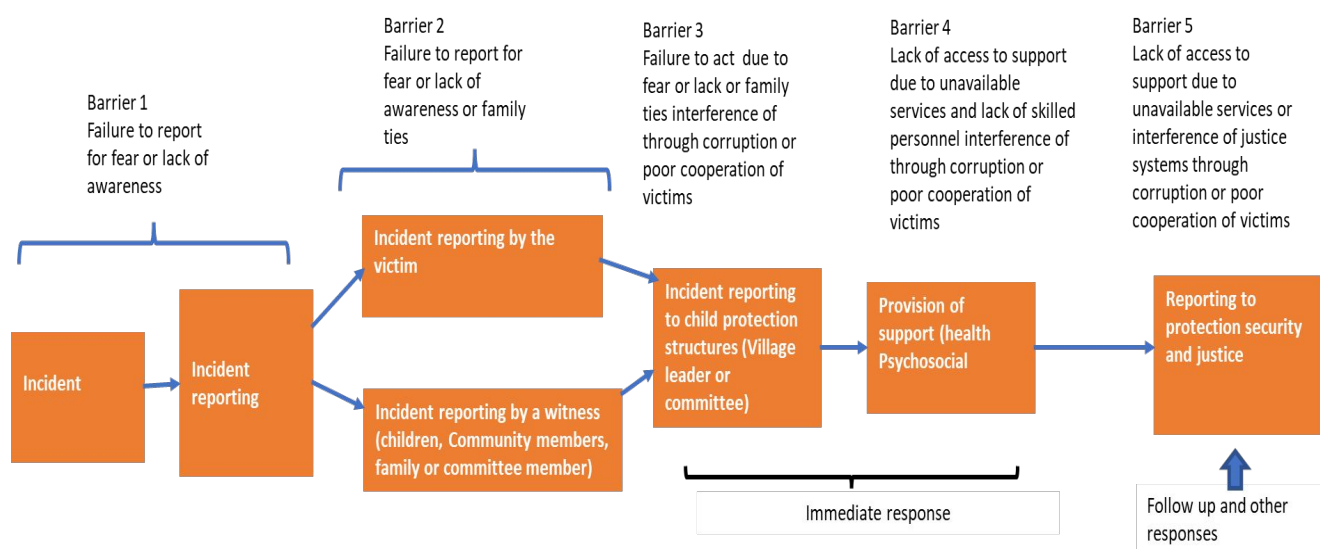 Barrier 1
Failure to report
for fear or lack of
awareness
Barrier 2
Failure to report for
fear or lack of
awareness or family
ties
Barrier 3
Failure to act  due to
fear or lack or family
ties interference of
through corruption or
poor cooperation of
victims
Barrier 4
Lack of access to support
due to unavailable
services and lack of skilled
personnel interference of
through corruption or
poor cooperation of
victims
Barrier 5
Lack of access to
support due to
unavailable services or
interference of justice
systems through
corruption or poor
cooperation of victims
Incident
Incident
reporting
Incident reporting by the
victim
Incident reporting by a witness
(children, Community members,
family or committee member)
Incident reporting
to child protection
structures (Village
leader or
committee)
Provision of
support (health
Psychosocial
Reporting to
protection security
and justice
Immediate response
Follow up and other
responses